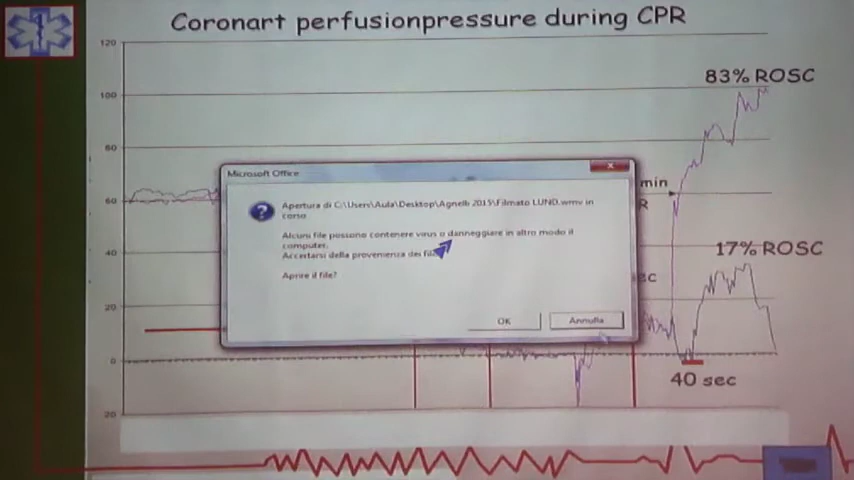 Coronart perfusionpressure during CPR
120
83% ROSC
100
80
Microsoft Office
min
Apertura di C:\Users\Aula\Desktop\Agnelli 2015\Filmato LUND.wmv in
corso
60
R
Alcuni file possono contenere virus o danneggiare in altro modo il
computer.
Accertarsi della provenienza dei file.
40
17% ROSC
Aprire il file?
20
OK
Annulla
0
40 sec
20